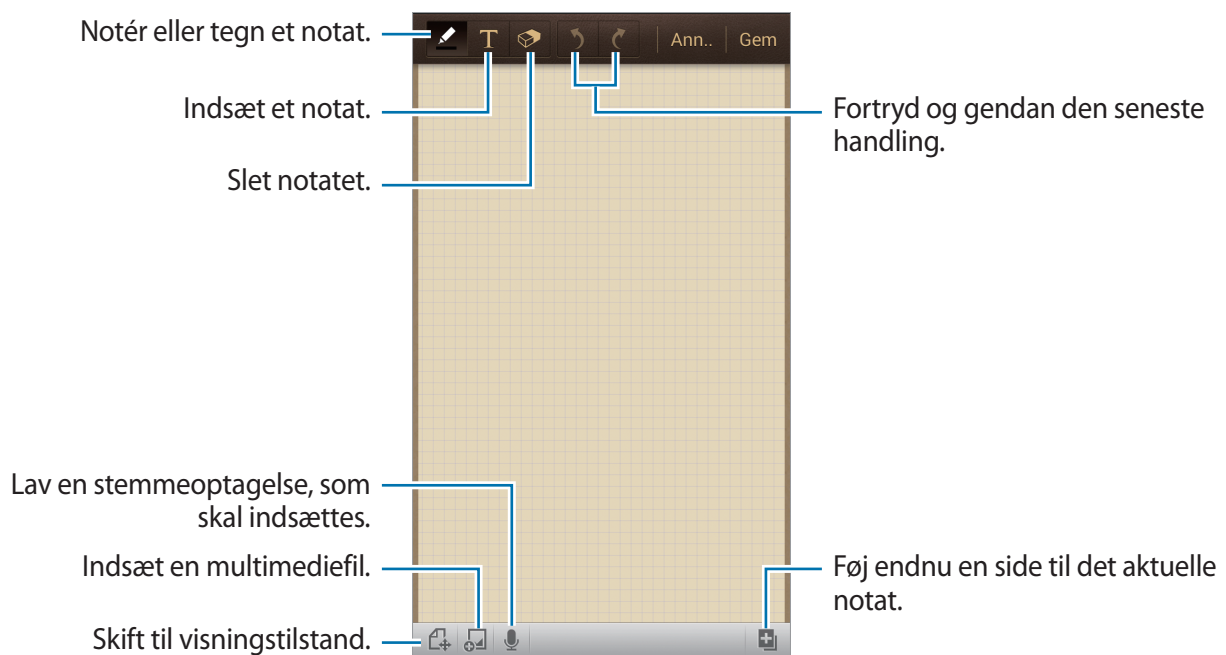 Notér eller tegn et notat.
T
Ann..
Gem
Indsæt et notat.
Fortryd og gendan den seneste
handling.
Slet notatet.
Lav en stemmeoptagelse, som
skal indsættes.
Indsæt en multimediefil.
Føj endnu en side til det aktuelle
notat.
Skift til visningstilstand.